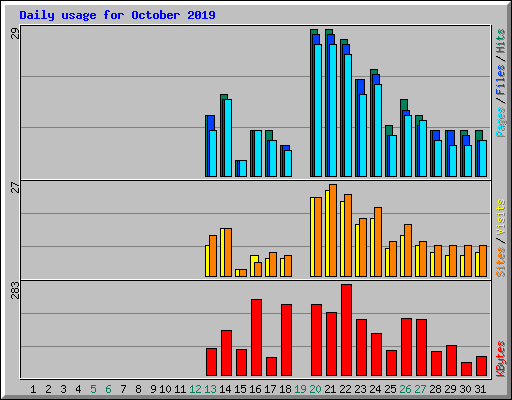 Daily usage for October 2019
29
Pages/Files/Hits
27
Sites/Visits
283
KBytes
1 2 3 4 5 6 7 8 9 10 11 12 13 14 15 16 17 18 19 20 21 22 23 24 25 26 27 28 29 30 31